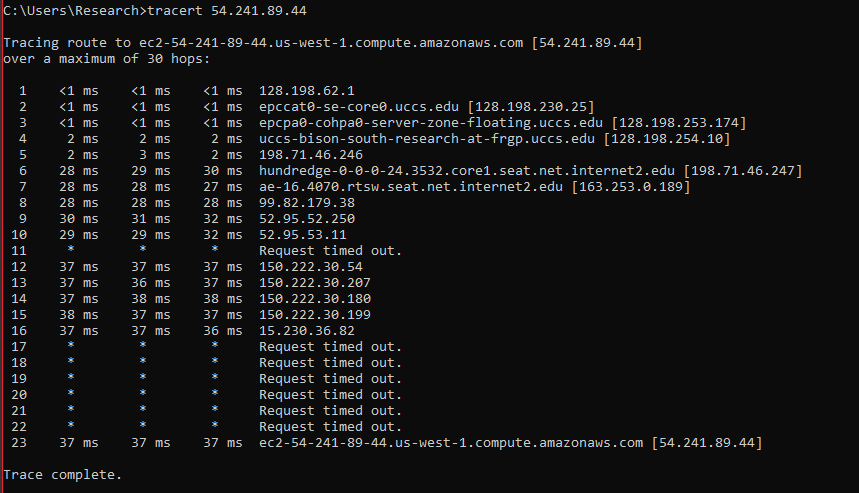 C:\Users\Research>tracert 54.241.89.44
Tracing route to ec2-54-241-89-44.us-west-1.compute.amazonaws.com [54.241.89.44]
over a maximum of 30 hops:
1 <1 ms <1 ms <1 ms 128.198.62.1
2 <1 ms <1 ms <1 ms epccat0-se-core0.uccs.edu [128.198.230.25]
3 <1 ms <1 ms <1 ms epcpa0-cohpa0-server-zone-floating.uccs.edu [128.198.253.174]
4 2 ms 2 ms 2 ms uccs-bison-south-research-at-frgp.uccs.edu [128.198.254.10]
5 2 ms 3 ms 2 ms 198.71.46.246
6 28 ms 29 ms 30 ms hundredge-0-0-0-24.3532.core1.seat.net.internet2.edu [198.71.46.247]
7 28 ms 28 ms 27 ms ae-16.4070.rtsw.seat.net.internet2.edu [163.253.0.189]
8 28 ms 28 ms 28 ms 99.82.179.38
9 30 ms 31 ms 32 ms 52.95.52.250
10 29 ms 29 ms 32 ms 52.95.53.11
11 * * * Request timed out.
12 37 ms 37 ms 37 ms 150.222.30.54
13 37 ms 36 ms 37 ms 150.222.30.207
14 37 ms 38 ms 38 ms 150.222.30.180
15 38 ms 37 ms 37 ms 150.222.30.199
16 37 ms 37 ms 36 ms 15.230.36.82
17 * * * Request timed out.
18 * * * Request timed out.
19 * * * Request timed out.
20 * * * Request timed out.
21 * * * Request timed out.
22 * * * Request timed out.
23 37 ms 37 ms 37 ms ec2-54-241-89-44.us-west-1.compute.amazonaws.com [54.241.89.44]
Trace complete.